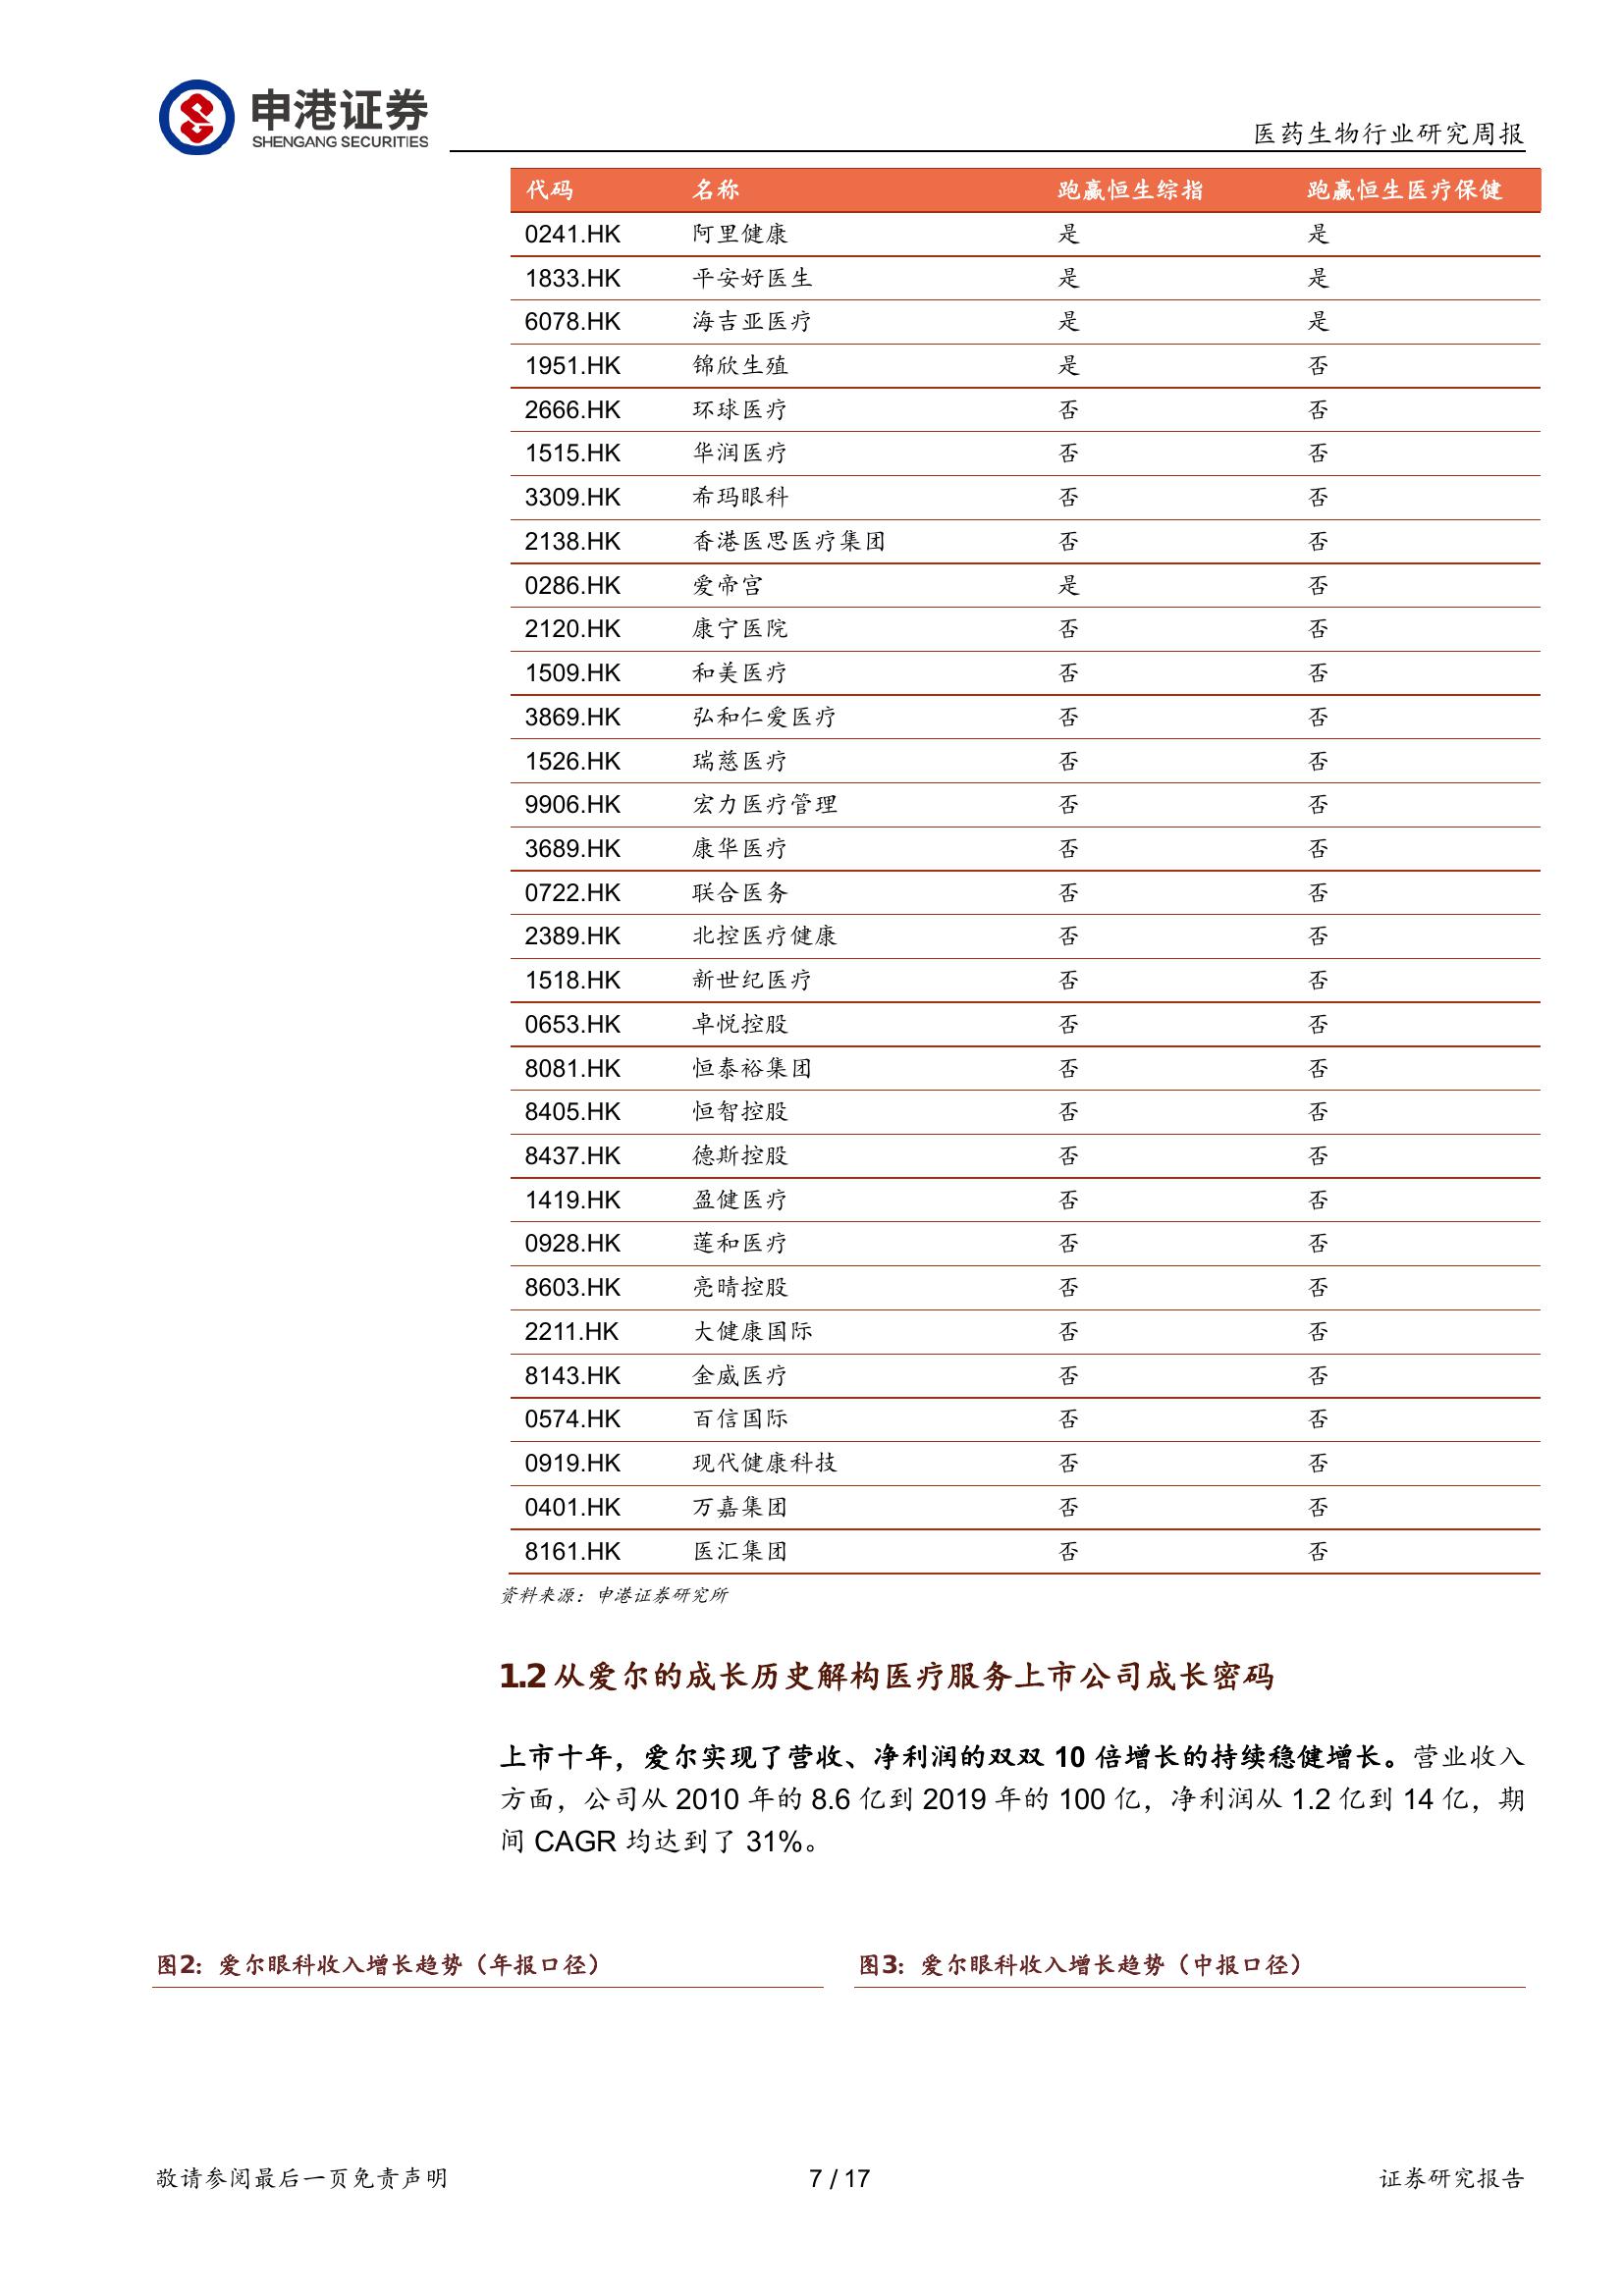 申港证券
SHENGANG SECURITIES
医药生物行业研究周报
代码 名称 跑赢恒生综指 跑赢恒生医疗保健
0241.HK 阿里健康 是 是
1833.HK 平安好医生 是 是
6078.HK 海吉亚医疗 是 是
1951.HK 锦欣生殖 是 否
2666.HK 环球医疗 否 否
1515.HK 华润医疗 否 否
3309.HK 希玛眼科 否 否
2138.HK 香港医思医疗集团 否 否
0286.HK 爱帝宫 是 否
2120.HK 康宁医院 否 否
1509.HK 和美医疗 否 否
3869.HK 弘和仁爱医疗 否 否
1526.HK 瑞慈医疗 否 否
9906.HK 宏力医疗管理 否 否
3689.HK 康华医疗 否 否
0722.HK 联合医务 否 否
2389.HK 北控医疗健康 否 否
1518.HK 新世纪医疗 否 否
0653.HK 卓悦控股 否 否
8081.HK 恒泰裕集团 否 否
8405.HK 恒智控股 否 否
8437.HK 德斯控股 否 否
1419.HK 盈健医疗 否 否
0928.HK 莲和医疗 否 否
8603.HK 亮晴控股 否 否
2211.HK 大健康国际 否 否
8143.HK 金威医疗 否 否
0574.HK 百信国际 否 否
0919.HK 现代健康科技 否 否
0401.HK 万嘉集团 否 否
8161.HK 医汇集团 否 否
资料来源：申港证券研究所
1.2 从爱尔的成长历史解构医疗服务上市公司成长密码
上市十年，爱尔实现了营收、净利润的双双 10 倍增长的持续稳健增长。营业收入
方面，公司从 2010 年的 8.6 亿到 2019 年的 100 亿，净利润从 1.2 亿到 14 亿，期
间 CAGR 均达到了 31%。
图2：爱尔眼科收入增长趋势（年报口径）
图3：爱尔眼科收入增长趋势（中报口径）
敬请参阅最后一页免责声明 7 / 17 证券研究报告